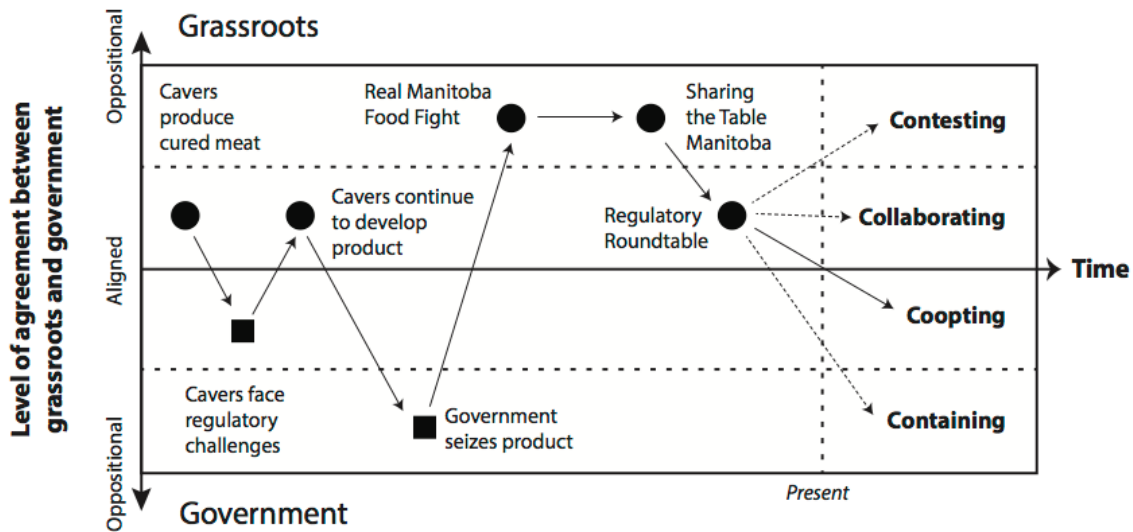 Grassroots
Oppositional
Aligned
Oppositional
Level of agreement between
grassroots and government
Cavers
produce
cured meat
Real Manitoba
Food Fight
Sharing
the Table
Manitoba
Contesting
Cavers continue
to develop
product
Regulatory
Roundtable
Collaborating
Time
Coopting
Cavers face
regulatory
challenges
Government
seizes product
Containing
Present
Government